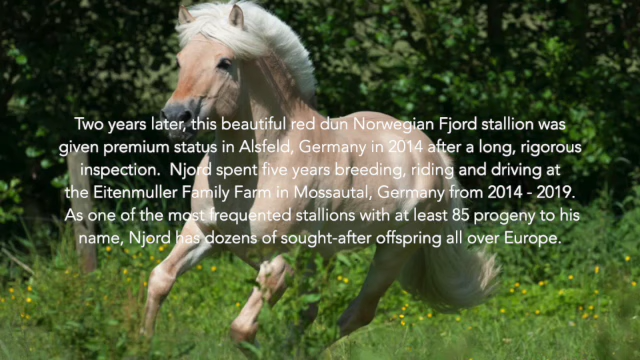 Two years later, this beautiful red dun Norwegian Fjord stallion was
given premium status in Alsfeld, Germany in 2014 after a long, rigorous
inspection.  Njord spent five years breeding, riding and driving at
the Eitenmuller Family Farm in Mossautal, Germany from 2014 - 2019.
As one of the most frequented stallions with at least 85 progeny to his
name, Njord has dozens of sought-after offspring all over Europe.